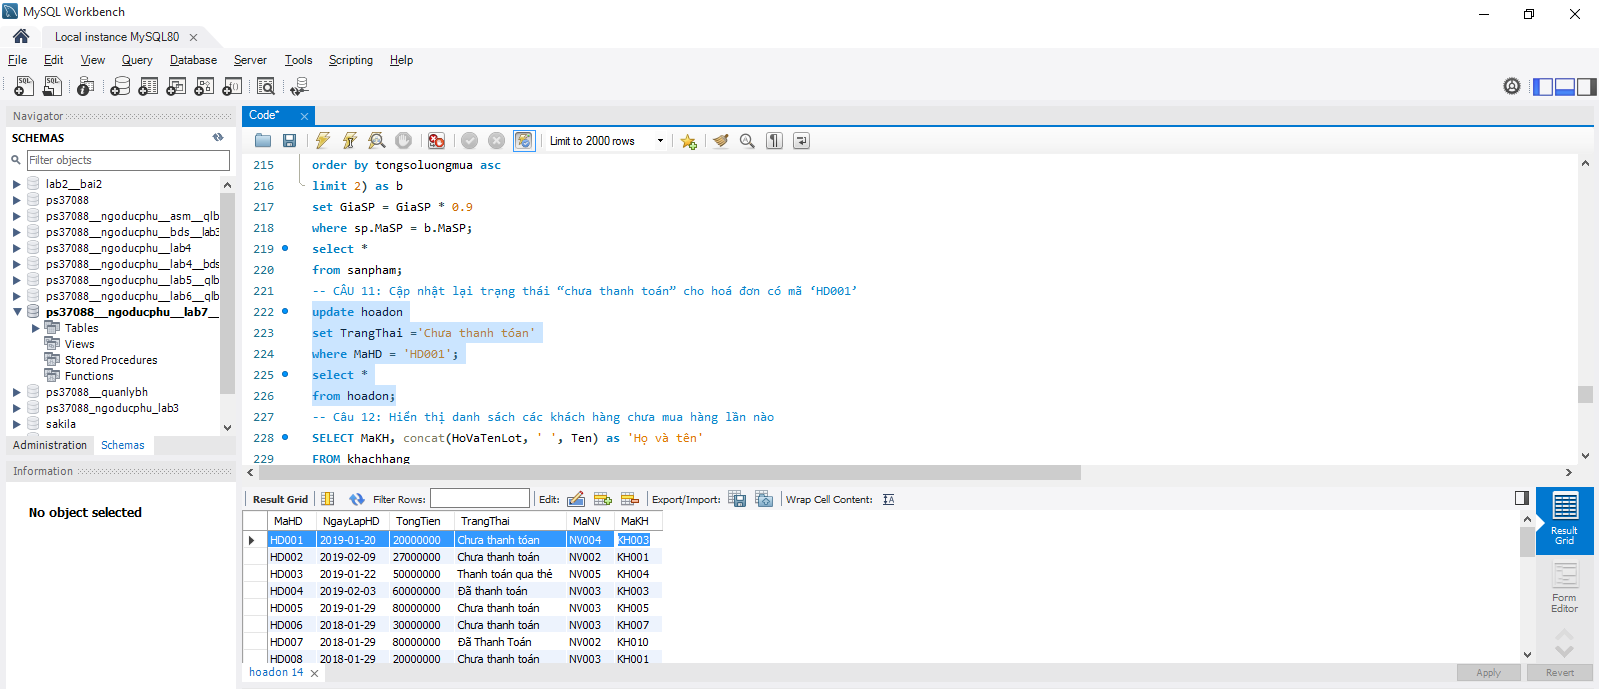 MySQL Workbench
Local instance MySQL80
File Edit View Query Database Server Tools Scripting Help
Navigator
SCHEMAS
Filter objects
lab2__bai2
ps37088
ps37088__ngoducphu__asm__qlb
ps37088__ngoducphu__bds__lab3
ps37088__ngoducphu__lab4
ps37088__ngoducphu__lab4__bds
ps37088__ngoducphu__lab5__qlb
ps37088__ngoducphu__lab6__qlb
ps37088__ngoducphu__lab7__
Tables
Views
Stored Procedures
Functions
ps37088__quanlybh
ps37088_ngoducphu_lab3
sakila
Administration Schemas
Information
No object selected
Code*
Limit to 2000 rows
215 order by tongsoluongmua asc
216 limit 2) as b
217 set GiaSP = GiaSP * 0.9
218 where sp.MaSP = b.MaSP;
219 select *
220 from sanpham;
221 -- CÂU 11: Cập nhật lại trạng thái “chưa thanh toán” cho hoá đơn có mã ‘HD001’
222 update hoadon
223 set TrangThai ='Chưa thanh tóan'
224 where MaHD = 'HD001';
225 select *
226 from hoadon;
227 -- Câu 12: Hiển thị danh sách các khách hàng chưa mua hàng lần nào
228 SELECT MaKH, concat(HoVaTenLot, ' ', Ten) as 'Họ và tên'
229 FROM khachhang
Result Grid Filter Rows: Edit: Export/Import: Wrap Cell Content:
MaHD NgayLapHD TongTien TrangThai MaNV MaKH
HD001 2019-01-20 20000000 Chưa thanh tóan NV004 KH003
HD002 2019-02-09 27000000 Chưa thanh toán NV002 KH001
HD003 2019-01-22 50000000 Thanh toán qua thẻ NV005 KH004
HD004 2019-02-03 60000000 Đã thanh toán NV003 KH003
HD005 2019-01-29 80000000 Chưa thanh toán NV003 KH005
HD006 2018-01-29 30000000 Chưa thanh toán NV003 KH007
HD007 2018-01-29 80000000 Đã Thanh Toán NV002 KH010
HD008 2018-01-29 20000000 Chưa thanh toán NV003 KH001
Result
Grid
Form
Editor
hoadon 14
Apply Revert